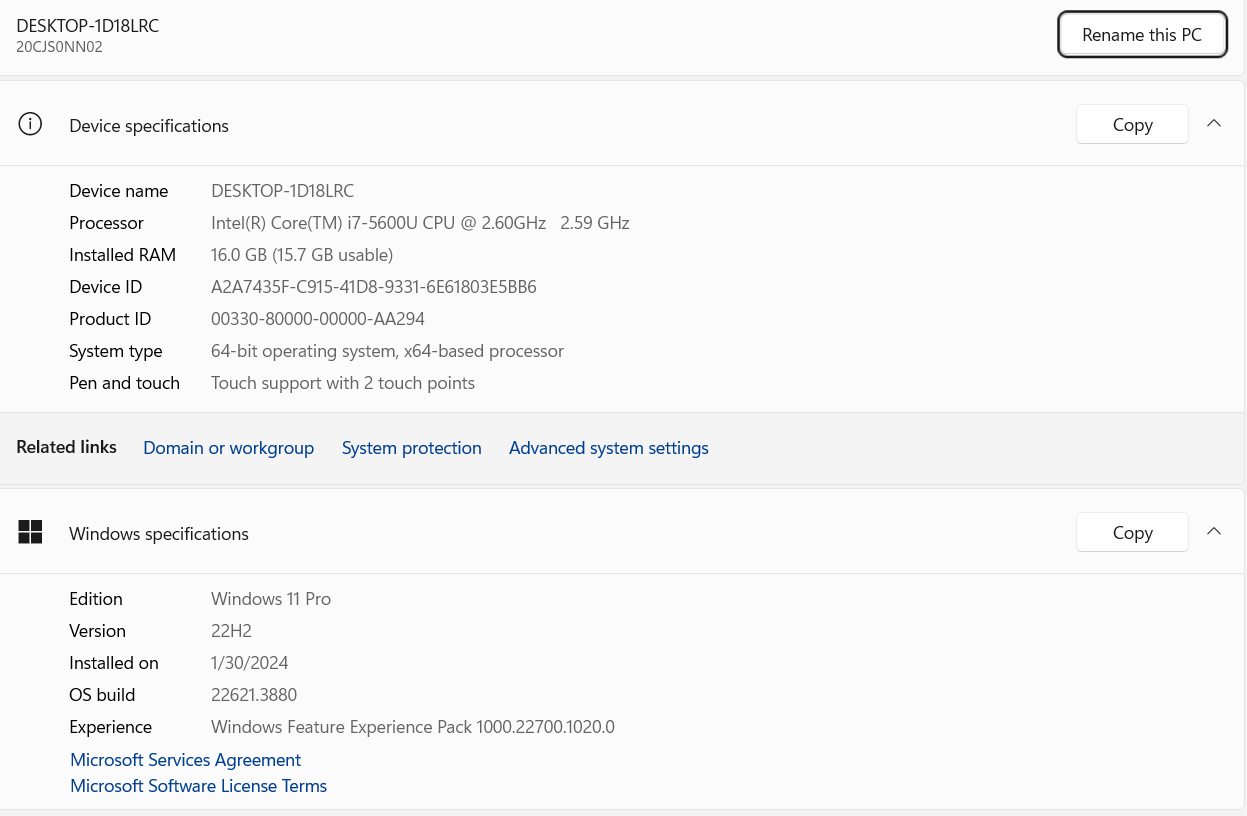 DESKTOP-1D18LRC
20CJS0NN02
Rename this PC
Device specifications
Copy
Device name DESKTOP-1D18LRC
Processor Intel(R) Core(TM) i7-5600U CPU @ 2.60GHz 2.59 GHz
Installed RAM 16.0 GB (15.7 GB usable)
Device ID A2A7435F-C915-41D8-9331-6E61803E5BB6
Product ID 00330-80000-00000-AA294
System type 64-bit operating system, x64-based processor
Pen and touch Touch support with 2 touch points
Related links Domain or workgroup System protection Advanced system settings
Windows specifications
Copy
Edition Windows 11 Pro
Version 22H2
Installed on 1/30/2024
OS build 22621.3880
Experience Windows Feature Experience Pack 1000.22700.1020.0
Microsoft Services Agreement
Microsoft Software License Terms